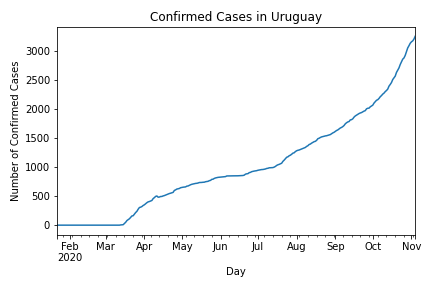 Confirmed Cases in Uruguay
Number of Confirmed Cases
3000
2500
2000
1500
1000
500
0
Feb Mar Apr May Jun Jul Aug Sep Oct Nov
2020
Day